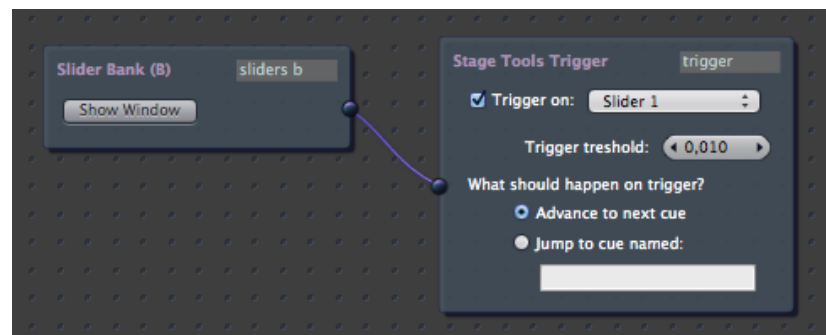 Slider Bank (B) sliders b
Show Window
Stage Tools Trigger trigger
Trigger on: Slider 1
Trigger treshold: 0,010
What should happen on trigger?
Advance to next cue
Jump to cue named: